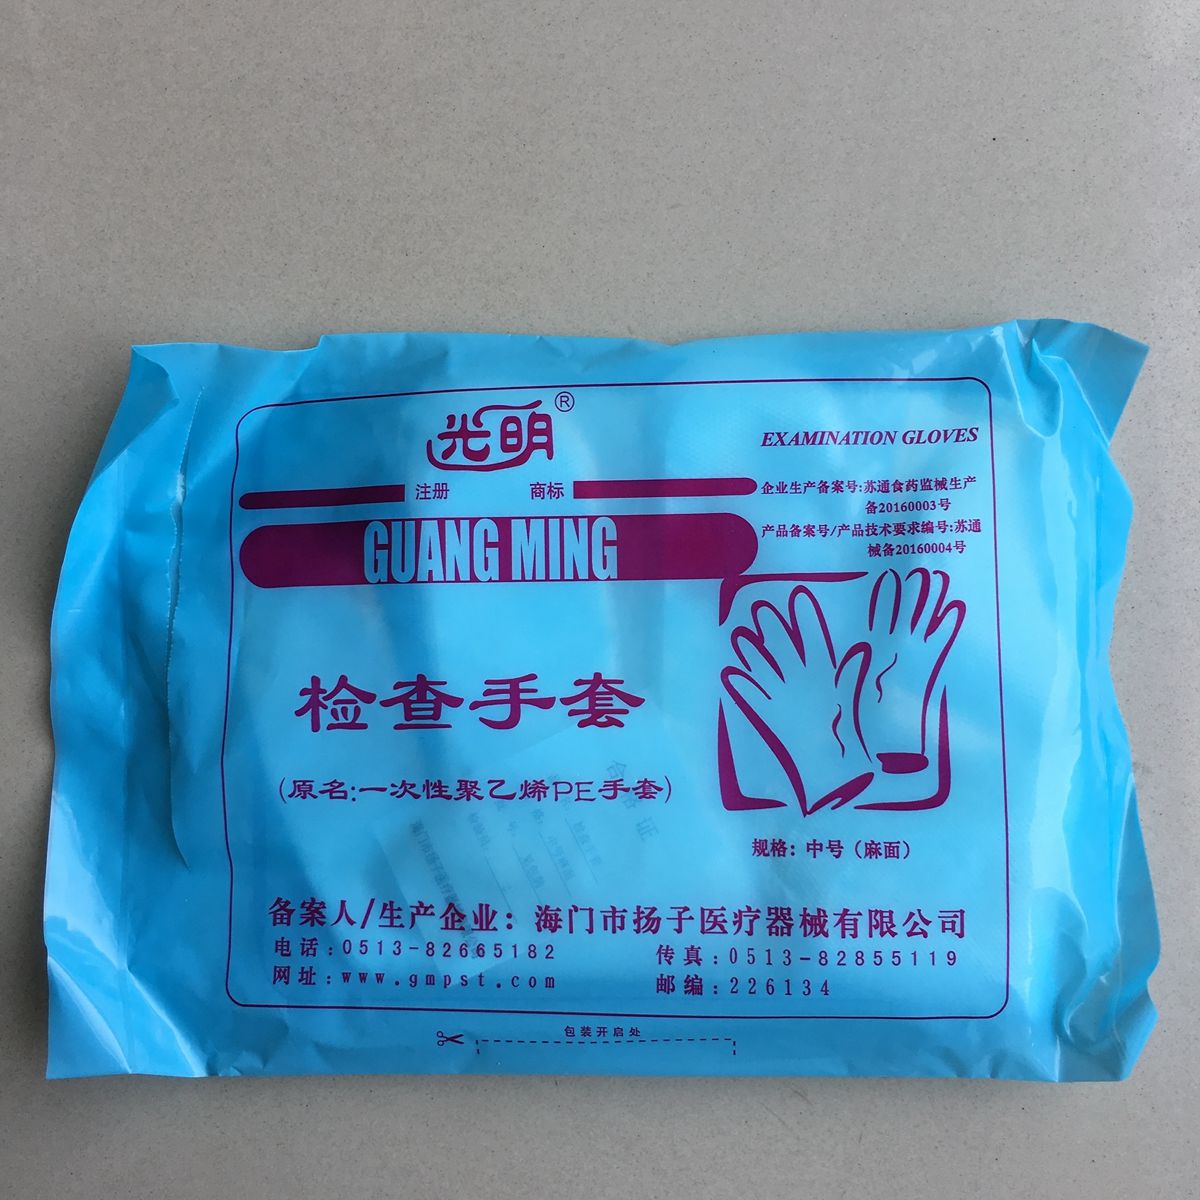 光明®
注册 商标
GUANG MING
EXAMINATION GLOVES
企业生产备案号:苏通食药监械生产
备20160003号
产品备案号/产品技术要求编号:苏通
械备20160004号
检查手套
(原名:一次性聚乙烯PE手套)
规格：中号（麻面）
备案人/生产企业：海门市扬子医疗器械有限公司
电话:0513-82665182 传真:0513-82855119
网址:www.gmpst.com 邮编:226134
包装开启处
合格证